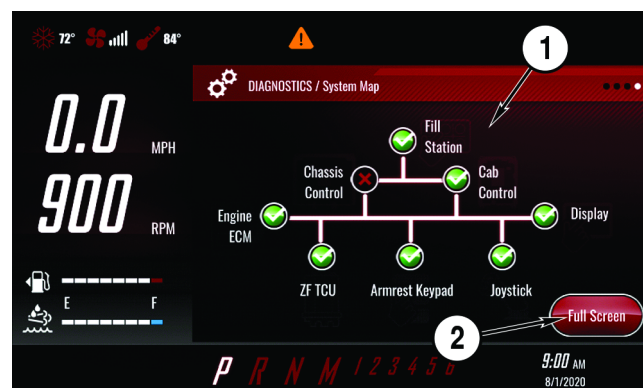 72°
84°
1
DIAGNOSTICS / System Map
0.0
MPH
Fill
Station
Chassis
Control
Cab
Control
900
RPM
Engine
ECM
Display
ZF TCU
Armrest Keypad
Joystick
E
F
Full Screen
2
P R N M 1 2 3 4 5 6
9:00 AM
8/1/2020